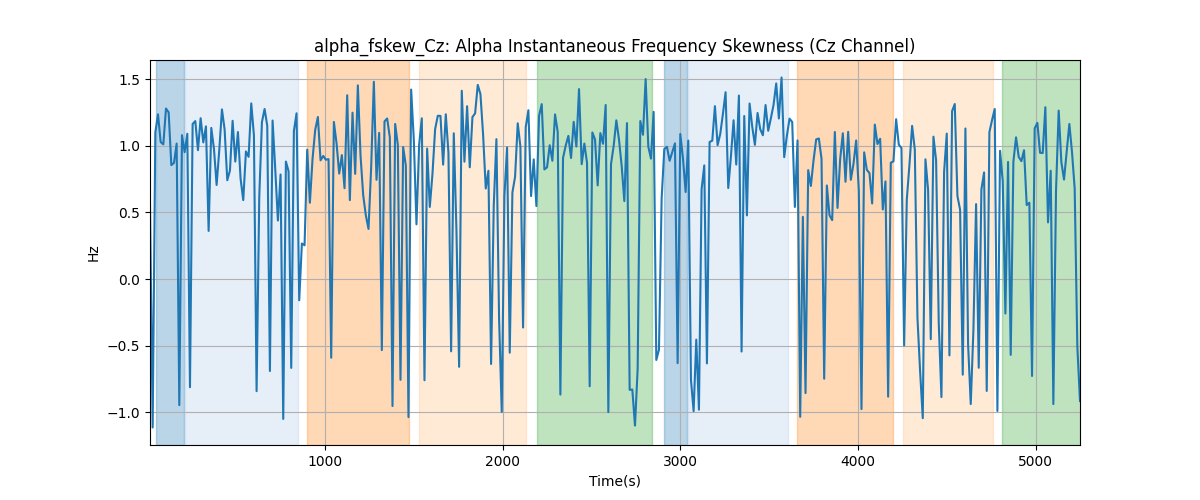 alpha_fskew_Cz: Alpha Instantaneous Frequency Skewness (Cz Channel)
1.5
1.0
0.5
0.0
−0.5
−1.0
Hz
1000 2000 3000 4000 5000
Time(s)